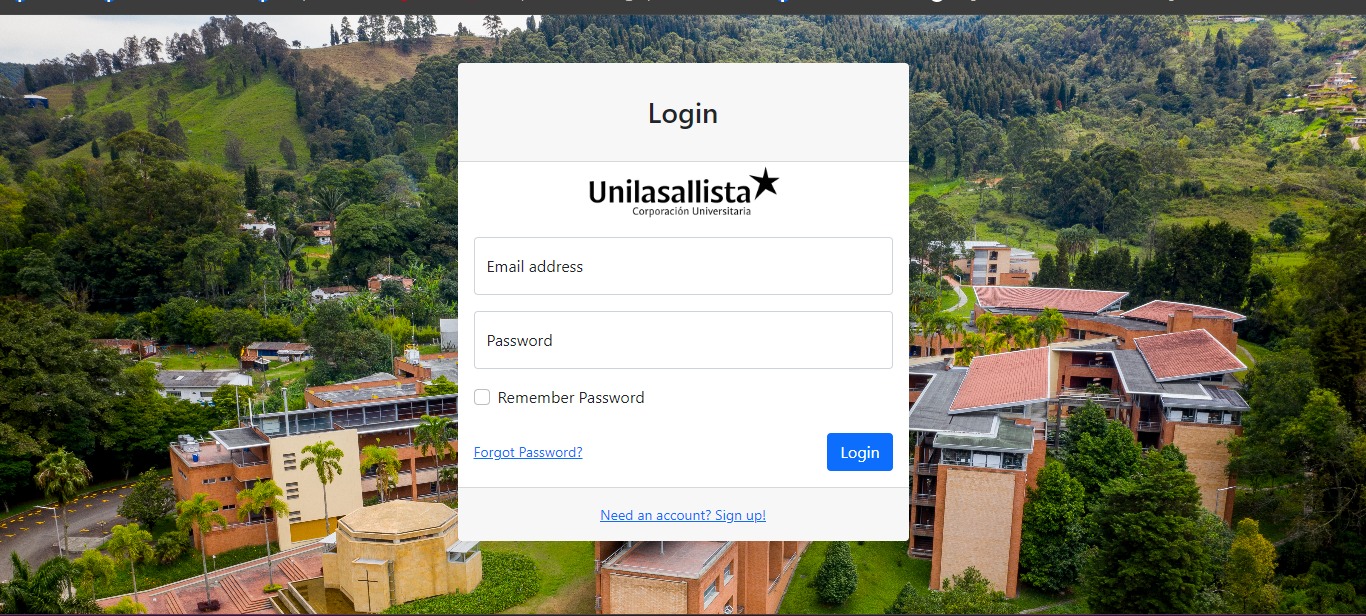 Login
Unilasallista
Corporación Universitaria
Email address
Password
Remember Password
Forgot Password?
Login
Need an account? Sign up!